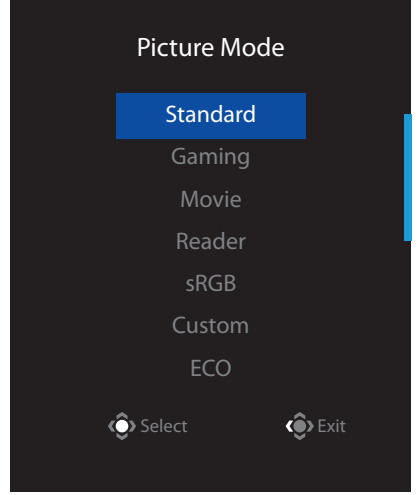 Picture Mode
Standard
Gaming
Movie
Reader
sRGB
Custom
ECO
Select Exit